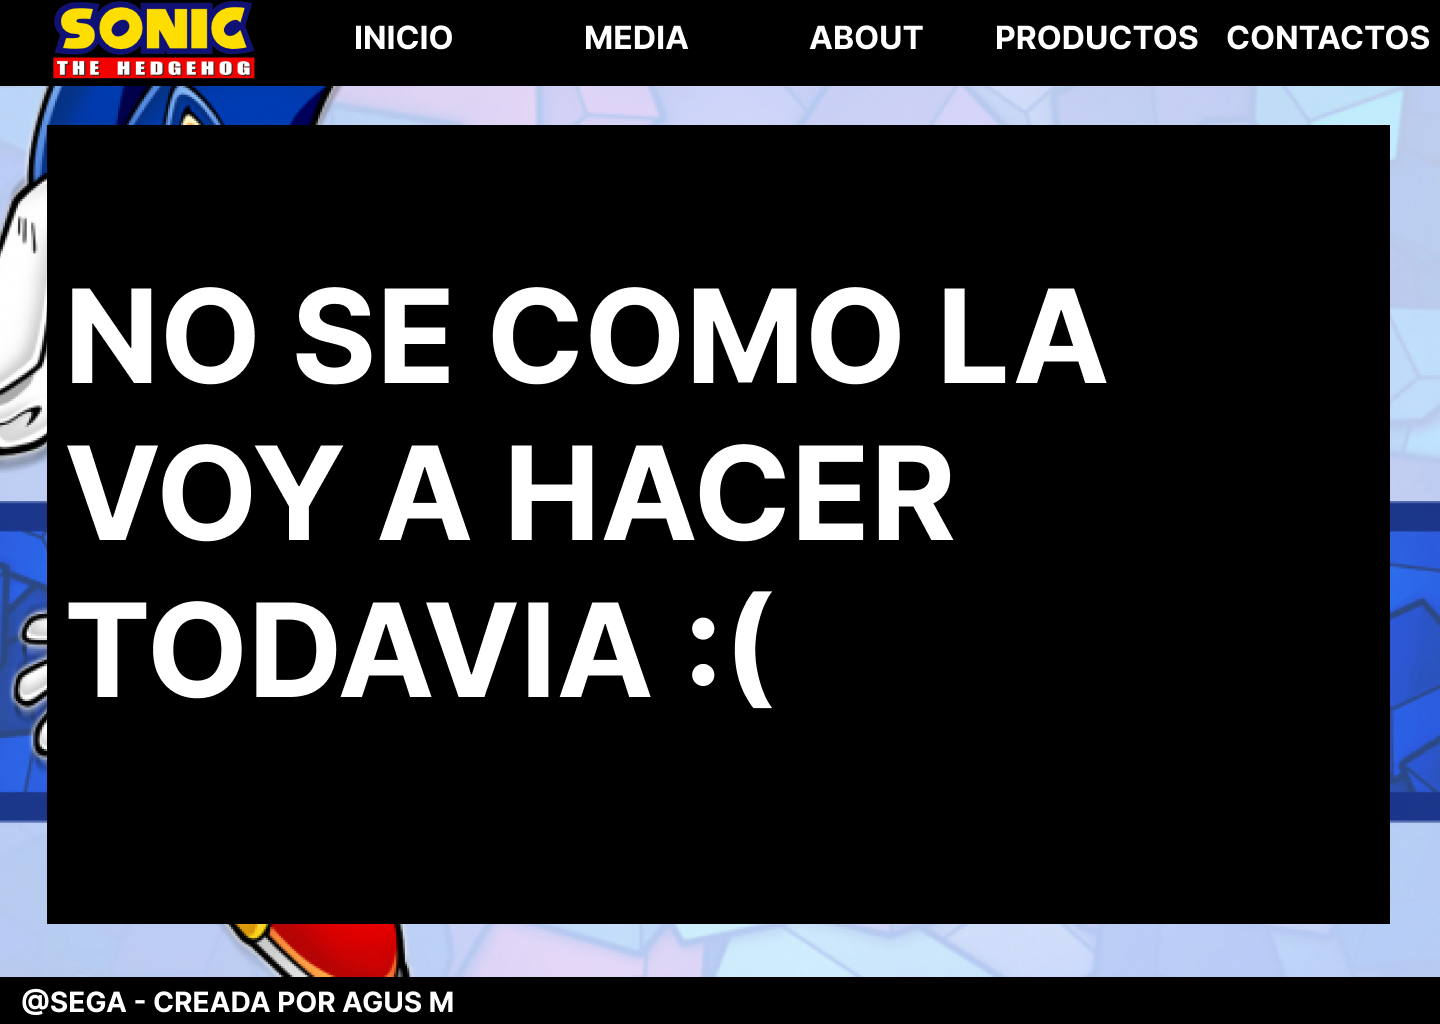 SONIC
THE HEDGEHOG
INICIO MEDIA ABOUT PRODUCTOS CONTACTOS
NO SE COMO LA
VOY A HACER
TODAVIA :(
@SEGA - CREADA POR AGUS M